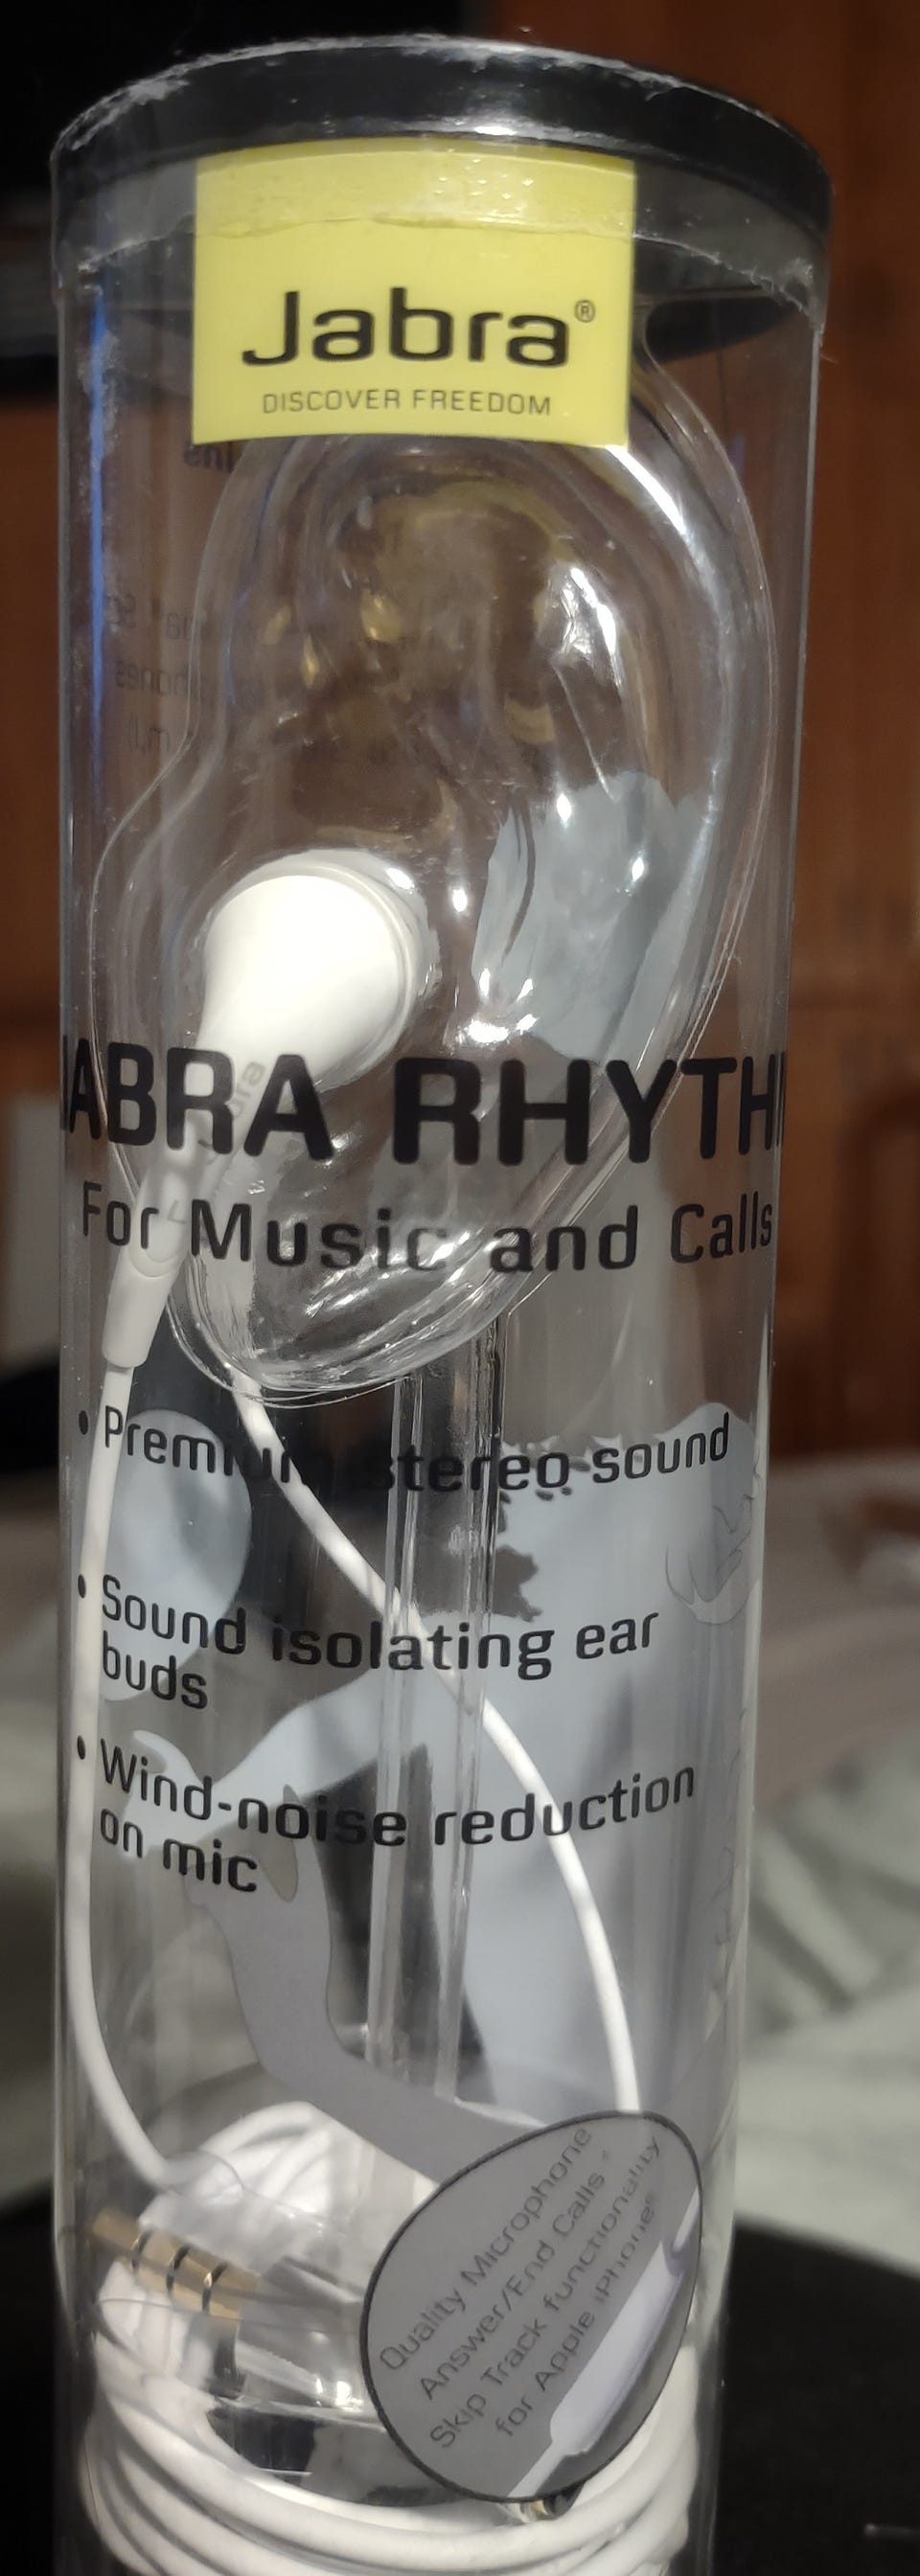 Jabra®
DISCOVER FREEDOM
ABRA RHYTH
For Music and Calls
• Premium stereo sound
• Sound isolating ear
buds
• Wind-noise reduction
on mic
Quality Microphone
Answer/End Calls -
Skip Track functionality
for Apple iPhones